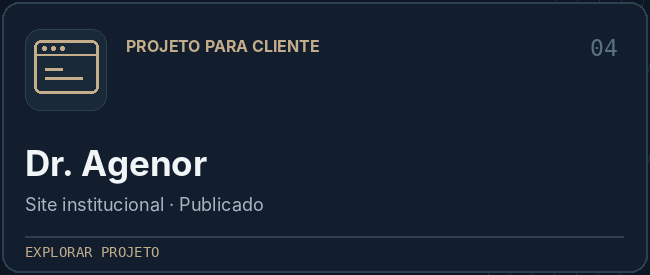 PROJETO PARA CLIENTE
04
Dr. Agenor
Site institucional · Publicado
EXPLORAR PROJETO